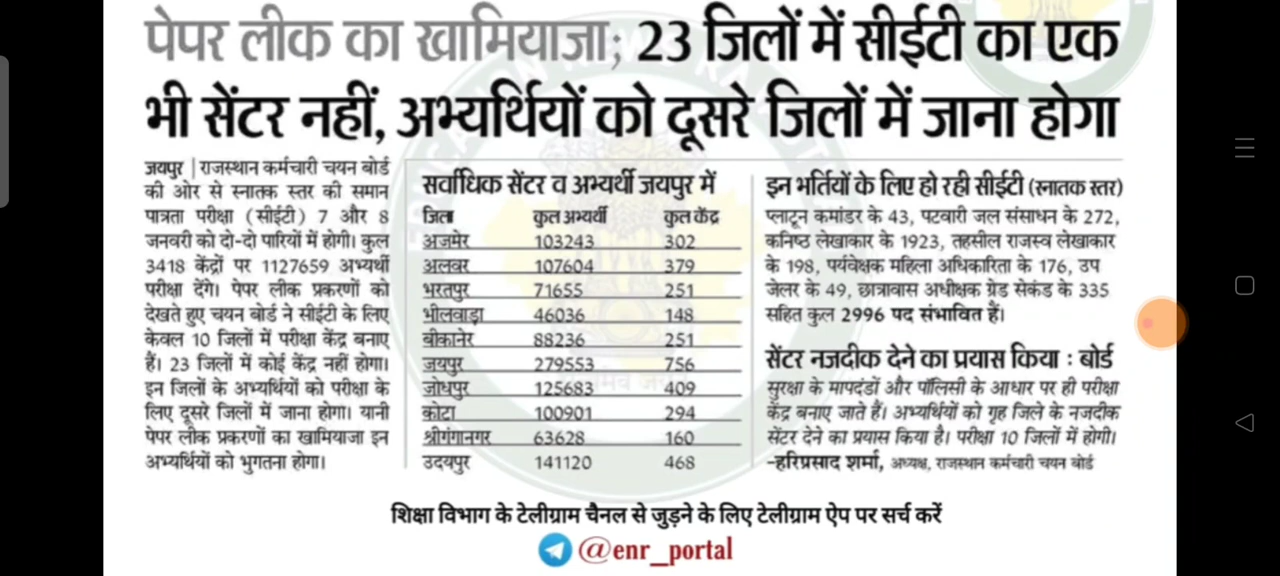 पेपर लीक का खामियाजा; 23 जिलों में सीईटी का एक
भी सेंटर नहीं, अभ्यर्थियों को दूसरे जिलों में जाना होगा
जयपुर | राजस्थान कर्मचारी चयन बोर्ड
की ओर से स्नातक स्तर की समान
पात्रता परीक्षा (सीईटी) 7 और 8
जनवरी को दो-दो पारियों में होगी। कुल
3418 केंद्रों पर 1127659 अभ्यर्थी
परीक्षा देंगे। पेपर लीक प्रकरणों को
देखते हुए चयन बोर्ड ने सीईटी के लिए
केवल 10 जिलों में परीक्षा केंद्र बनाए
हैं। 23 जिलों में कोई केंद्र नहीं होगा।
इन जिलों के अभ्यर्थियों को परीक्षा के
लिए दूसरे जिलों में जाना होगा। यानी
पेपर लीक प्रकरणों का खामियाजा इन
अभ्यर्थियों को भुगतना होगा।
सर्वाधिक सेंटर व अभ्यर्थी जयपुर में
जिला कुल अभ्यर्थी कुल केंद्र
अजमेर 103243 302
अलवर 107604 379
भरतपुर 71655 251
भीलवाड़ा 46036 148
बीकानेर 88236 251
जयपुर 279553 756
जोधपुर 125683 409
कोटा 100901 294
श्रीगंगानगर 63628 160
उदयपुर 141120 468
इन भर्तियों के लिए हो रही सीईटी (स्नातक स्तर)
प्लाटून कमांडर के 43, पटवारी जल संसाधन के 272,
कनिष्ठ लेखाकार के 1923, तहसील राजस्व लेखाकार
के 198, पर्यवेक्षक महिला अधिकारिता के 176, उप
जेलर के 49, छात्रावास अधीक्षक ग्रेड सेकंड के 335
सहित कुल 2996 पद संभावित हैं।
सेंटर नजदीक देने का प्रयास किया : बोर्ड
सुरक्षा के मापदंडों और पॉलिसी के आधार पर ही परीक्षा
केंद्र बनाए जाते हैं। अभ्यर्थियों को गृह जिले के नजदीक
सेंटर देने का प्रयास किया है। परीक्षा 10 जिलों में होगी।
-हरिप्रसाद शर्मा, अध्यक्ष, राजस्थान कर्मचारी चयन बोर्ड
शिक्षा विभाग के टेलीग्राम चैनल से जुड़ने के लिए टेलीग्राम ऐप पर सर्च करें
@enr_portal